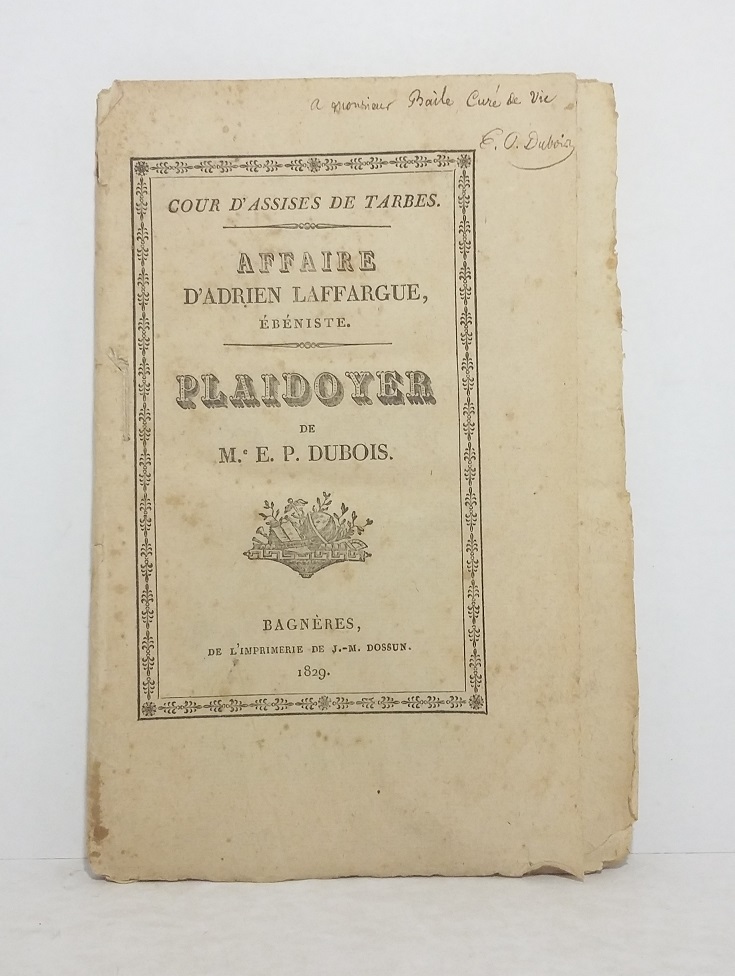 A monsieur Baile Curé de Vic
E. P. Dubois
COUR D'ASSISES DE TARBES.
AFFAIRE
D'ADRIEN LAFFARGUE,
ÉBÉNISTE.
PLAIDOYER
DE
M.e E. P. DUBOIS.
BAGNÈRES,
DE L'IMPRIMERIE DE J.-M. DOSSUN.
1829.